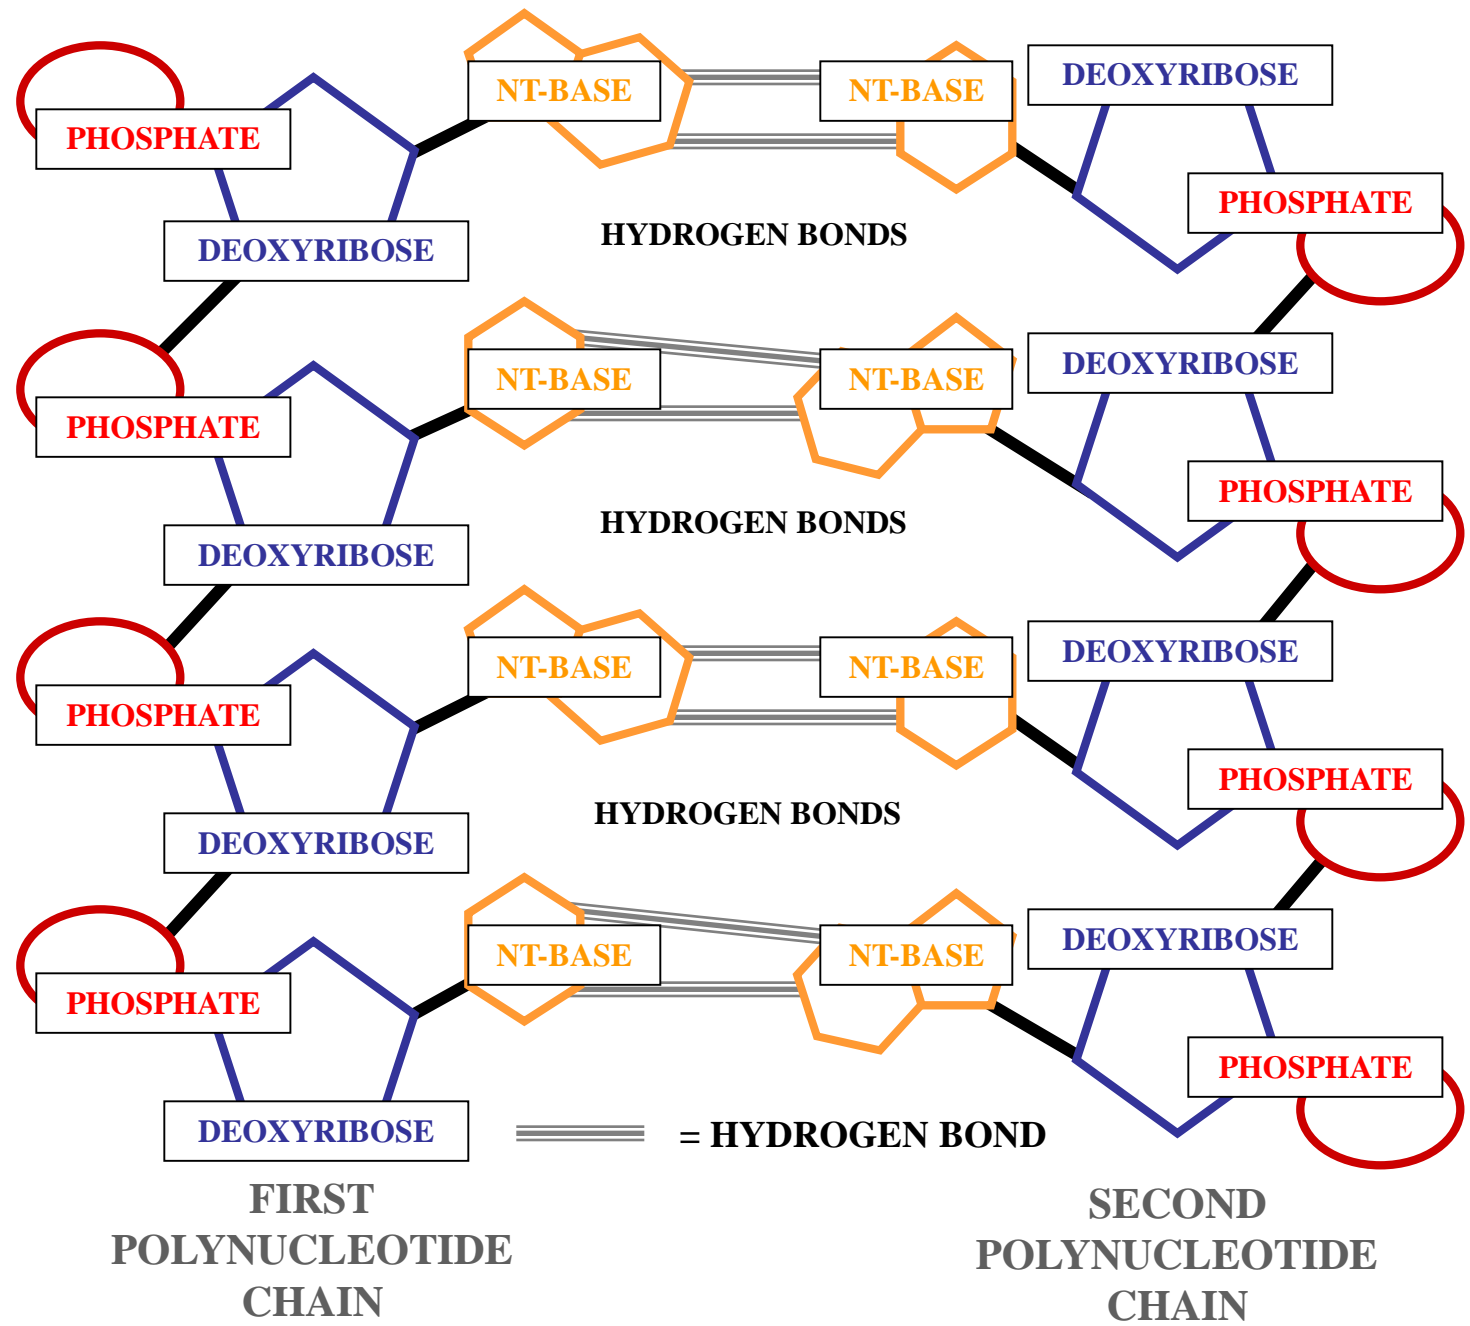 DEOXYRIBOSE
NT-BASE
NT-BASE
PHOSPHATE
PHOSPHATE
HYDROGEN BONDS
DEOXYRIBOSE
DEOXYRIBOSE
NT-BASE
NT-BASE
PHOSPHATE
PHOSPHATE
HYDROGEN BONDS
DEOXYRIBOSE
DEOXYRIBOSE
NT-BASE
NT-BASE
PHOSPHATE
PHOSPHATE
HYDROGEN BONDS
DEOXYRIBOSE
DEOXYRIBOSE
NT-BASE
NT-BASE
PHOSPHATE
PHOSPHATE
DEOXYRIBOSE
= HYDROGEN BOND
FIRST
POLYNUCLEOTIDE
CHAIN
SECOND
POLYNUCLEOTIDE
CHAIN